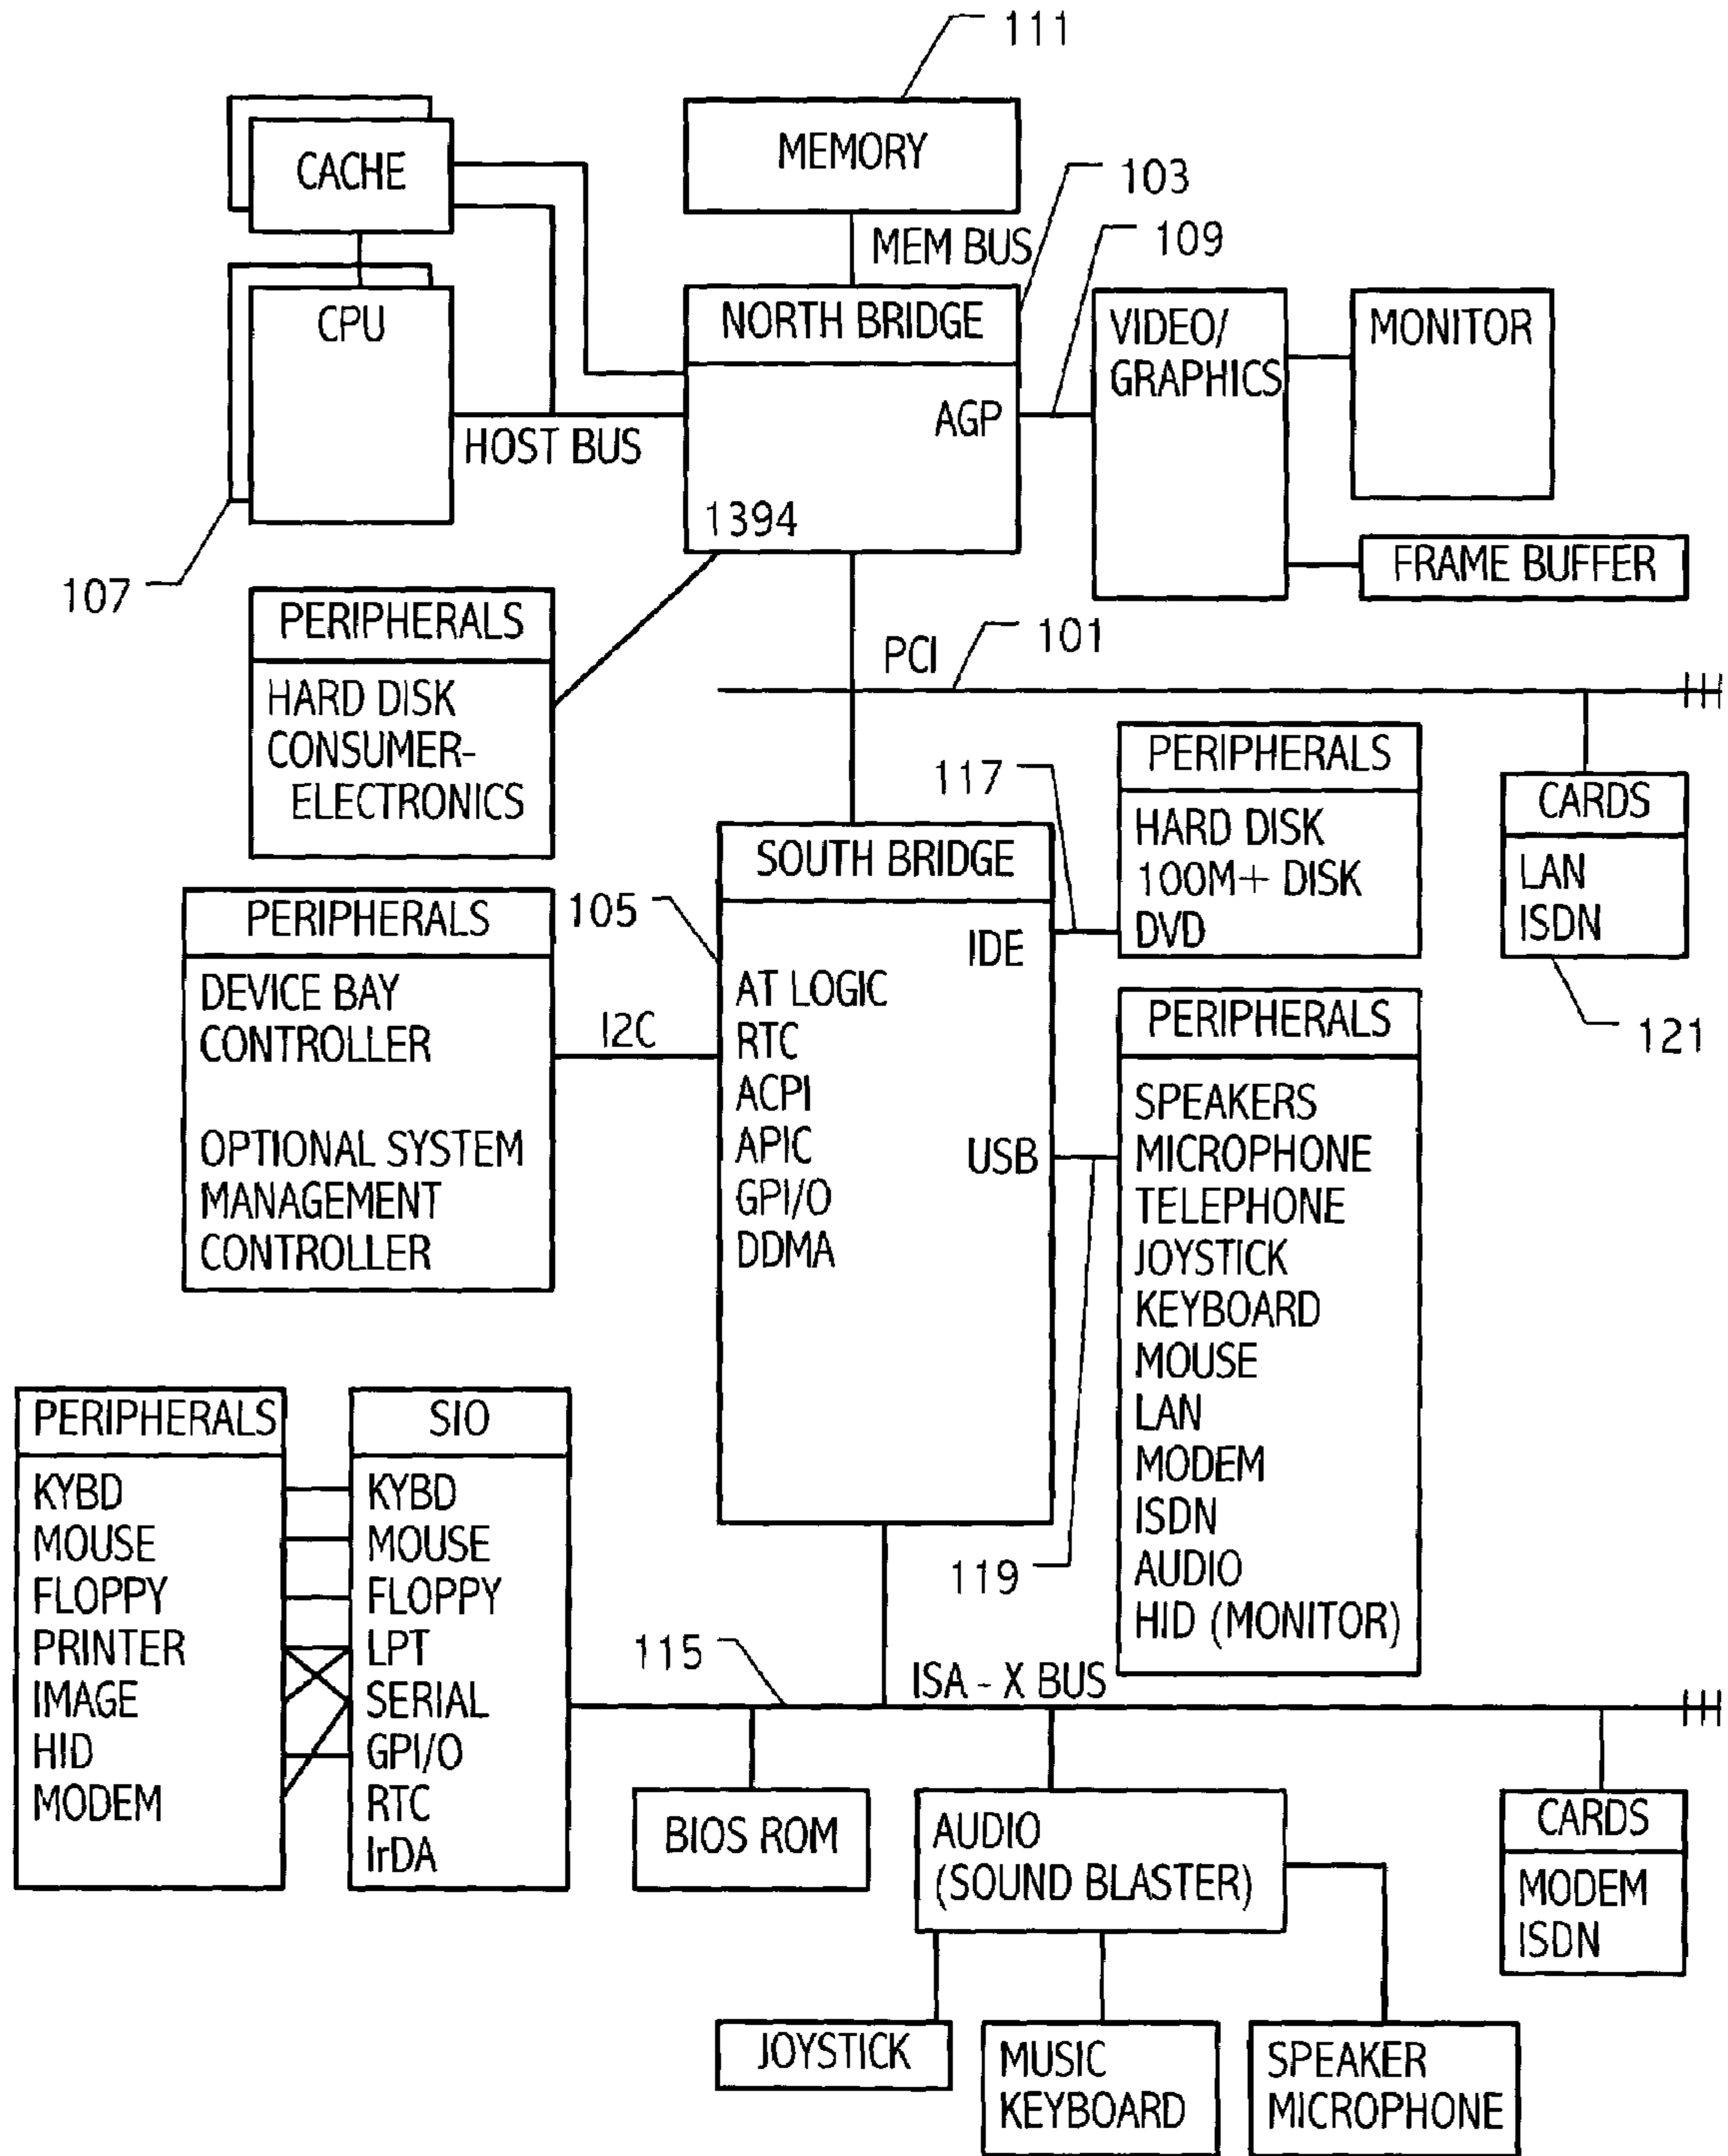 111
MEMORY
CACHE
103
MEM BUS
109
CPU
NORTH BRIDGE
AGP
1394
HOST BUS
VIDEO/
GRAPHICS
MONITOR
FRAME BUFFER
107
PERIPHERALS
HARD DISK
CONSUMER-
ELECTRONICS
PCI
101
117
PERIPHERALS
HARD DISK
100M+ DISK
DVD
CARDS
LAN
ISDN
121
PERIPHERALS
DEVICE BAY
CONTROLLER
OPTIONAL SYSTEM
MANAGEMENT
CONTROLLER
I2C
105
SOUTH BRIDGE
IDE
AT LOGIC
RTC
ACPI
APIC
USB
GPI/O
DDMA
119
PERIPHERALS
SPEAKERS
MICROPHONE
TELEPHONE
JOYSTICK
KEYBOARD
MOUSE
LAN
MODEM
ISDN
AUDIO
HID (MONITOR)
PERIPHERALS
KYBD
MOUSE
FLOPPY
PRINTER
IMAGE
HID
MODEM
SIO
KYBD
MOUSE
FLOPPY
LPT
SERIAL
GPI/O
RTC
IrDA
115
ISA - X BUS
BIOS ROM
AUDIO
(SOUND BLASTER)
CARDS
MODEM
ISDN
JOYSTICK
MUSIC
KEYBOARD
SPEAKER
MICROPHONE